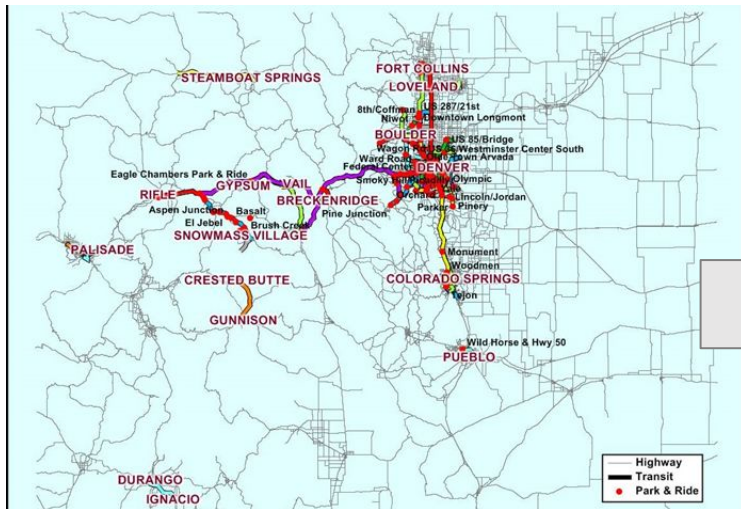 FORT COLLINS
STEAMBOAT SPRINGS
LOVELAND
8th/Coffman
US 287/21st
Niwot
Downtown Longmont
BOULDER
US 85/Bridge
Westminster Center South
Ward Road
Town Arvada
Federal Center
DENVER
Eagle Chambers Park & Ride
GYPSUM
VAIL
Smoky Hill
Olympic
RIFLE
BRECKENRIDGE
Lincoln/Jordan
Aspen Junction
Basalt
Pine Junction
Parker
Pinery
El Jebel
Brush Creek
SNOWMASS VILLAGE
PALISADE
Monument
Woodmen
CRESTED BUTTE
COLORADO SPRINGS
Tejon
GUNNISON
Wild Horse & Hwy 50
PUEBLO
Highway
Transit
Park & Ride
DURANGO
IGNACIO